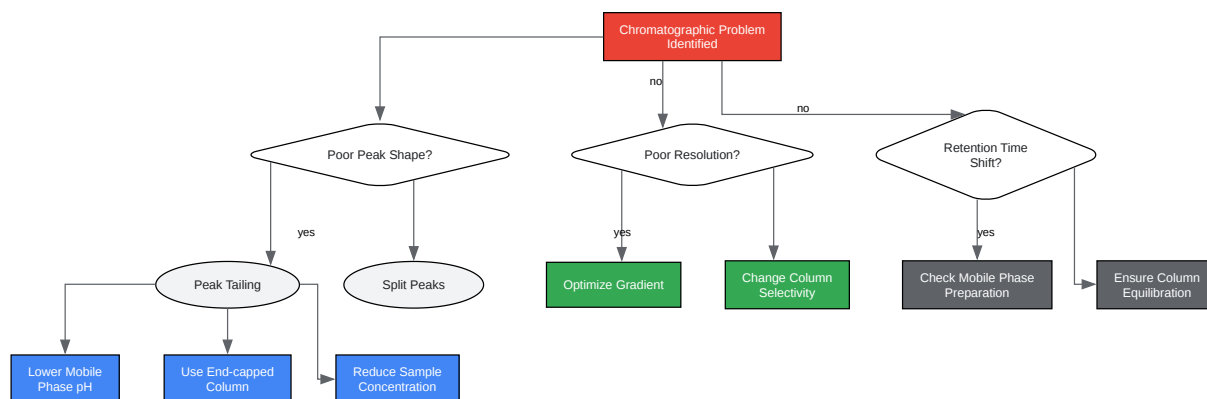 Chromatographic Problem
Identified
no
no
Poor Peak Shape?
Poor Resolution?
Retention Time
Shift?
yes
yes
yes
Peak Tailing
Split Peaks
Optimize Gradient
Change Column
Selectivity
Check Mobile Phase
Preparation
Ensure Column
Equilibration
Lower Mobile
Phase pH
Use End-capped
Column
Reduce Sample
Concentration